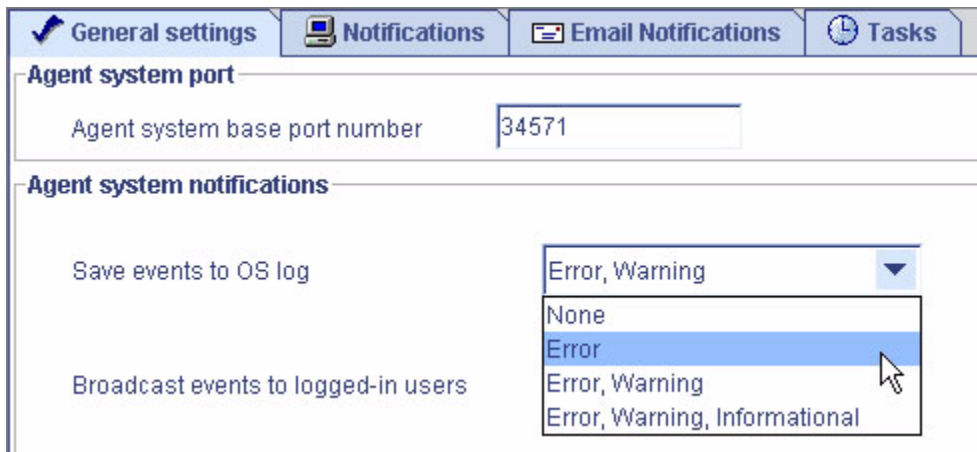 General settings Notifications Email Notifications Tasks
Agent system port
Agent system base port number 34571
Agent system notifications
Save events to OS log Error, Warning
None
Error
Broadcast events to logged-in users Error, Warning
Error, Warning, Informational